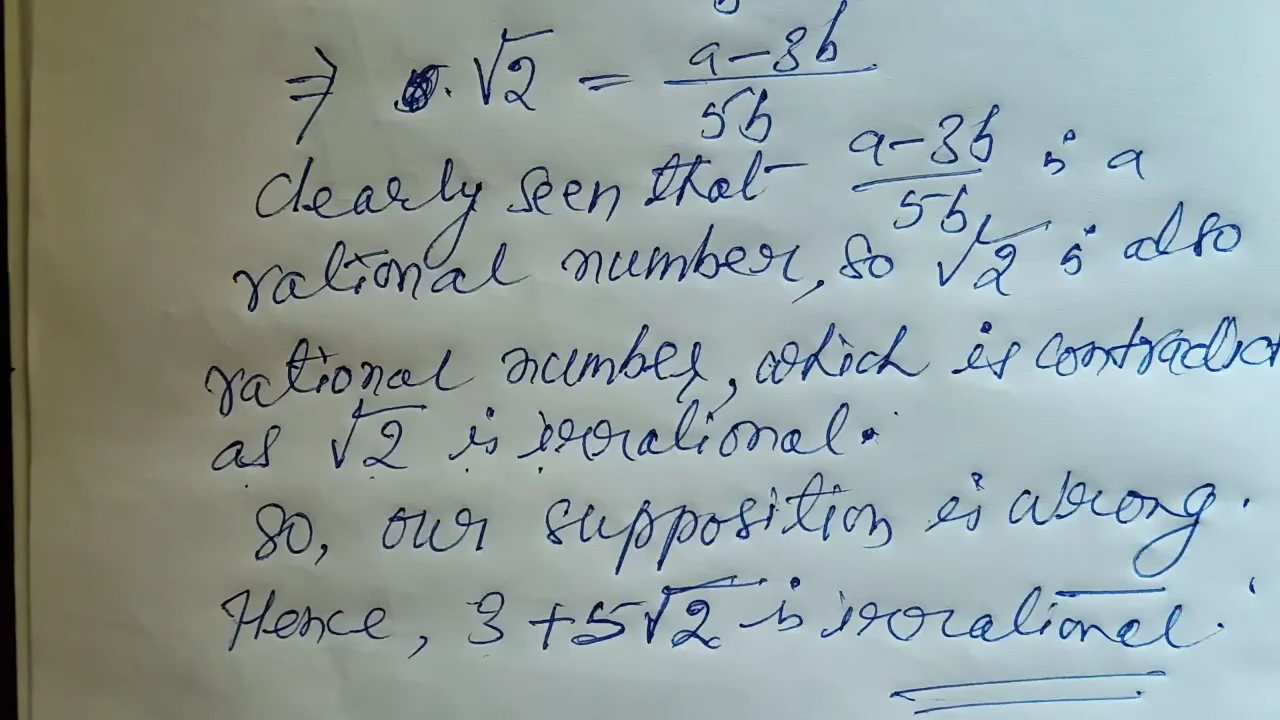 ⇒ √2 = a-3b/5b
clearly seen that a-3b/5b is a
rational number, so √2 is also
rational number, which is contradict
as √2 is irrational.
So, our supposition is wrong.
Hence, 3+5√2 is irrational.